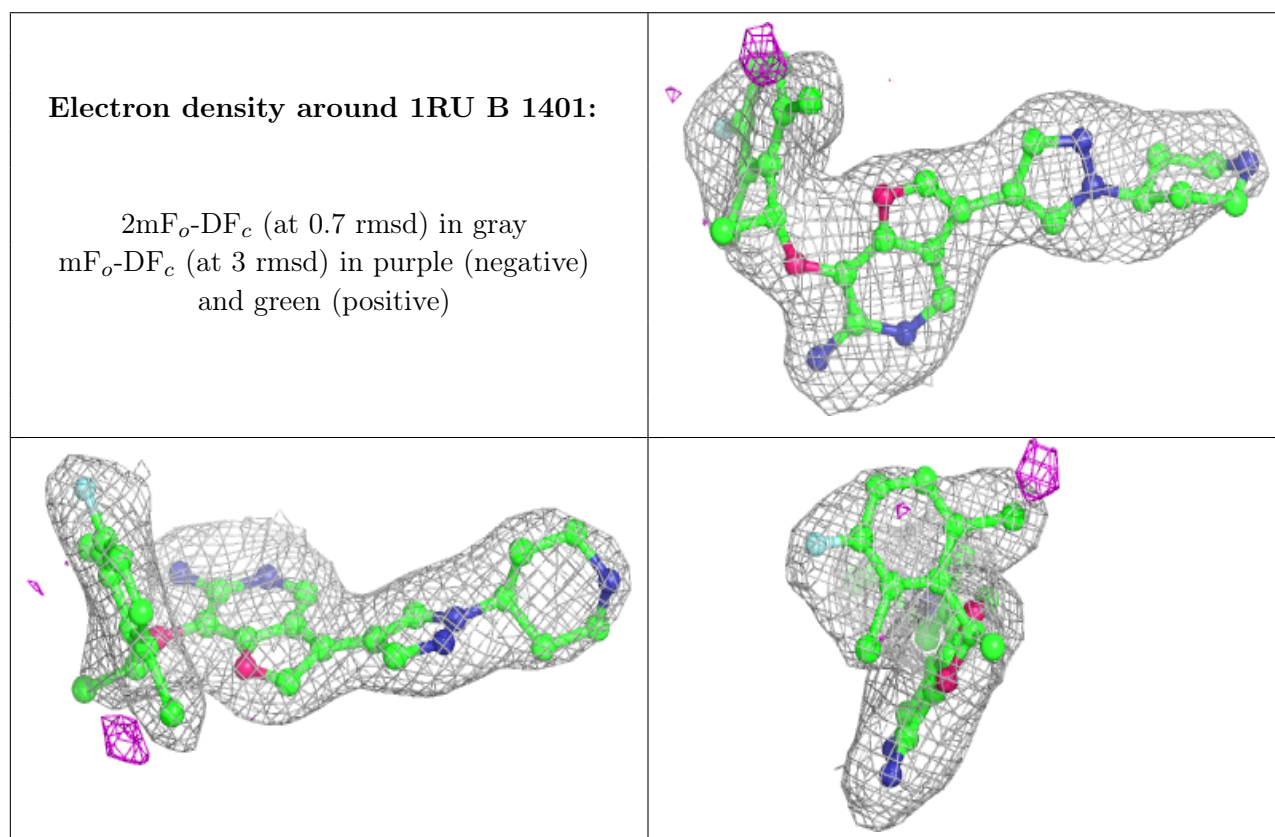 Electron density around 1RU B 1401:
2mFo-DFc (at 0.7 rmsd) in gray
mFo-DFc (at 3 rmsd) in purple (negative)
and green (positive)